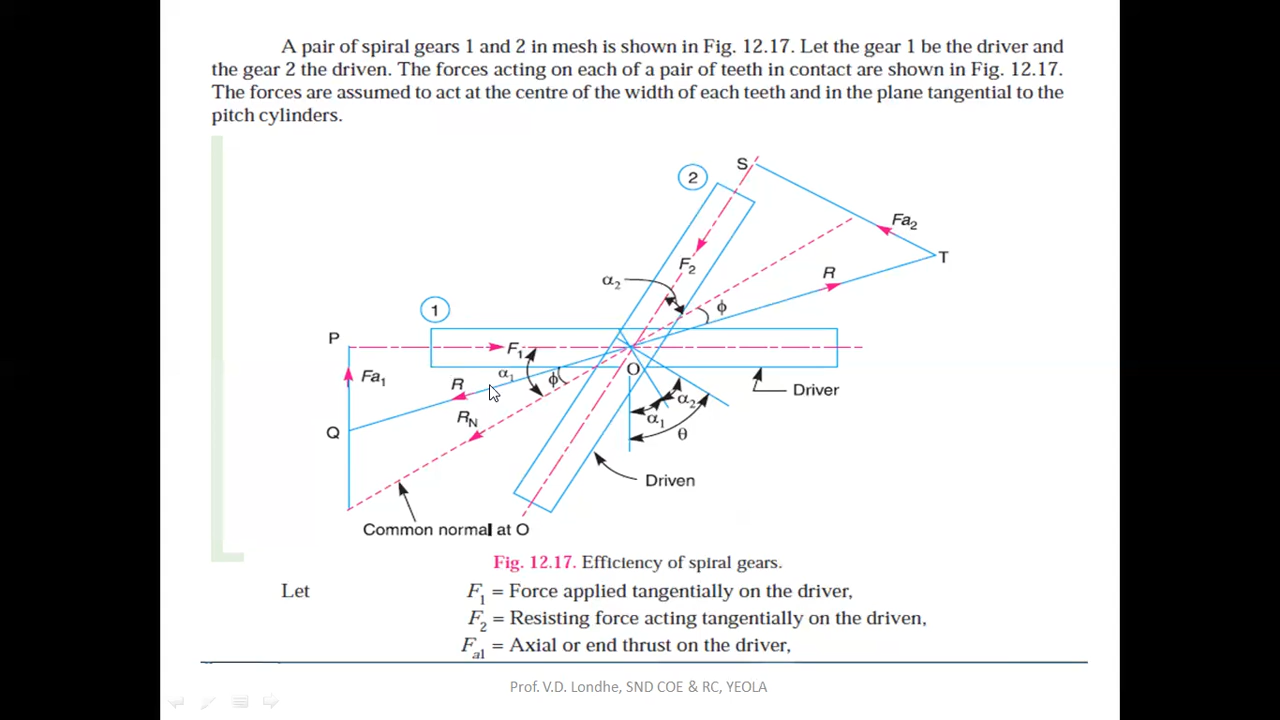 A pair of spiral gears 1 and 2 in mesh is shown in Fig. 12.17. Let the gear 1 be the driver and
the gear 2 the driven. The forces acting on each of a pair of teeth in contact are shown in Fig. 12.17.
The forces are assumed to act at the centre of the width of each teeth and in the plane tangential to the
pitch cylinders.
S
2
Fa2
T
F2
R
α2
ϕ
1
P
F1
O
Fa1
α1
ϕ
R
Driver
α2
RN
α1
Q
θ
Driven
Common normal at O
Fig. 12.17. Efficiency of spiral gears.
Let F1 = Force applied tangentially on the driver,
F2 = Resisting force acting tangentially on the driven,
Fa1 = Axial or end thrust on the driver,
Prof. V.D. Londhe, SND COE & RC, YEOLA